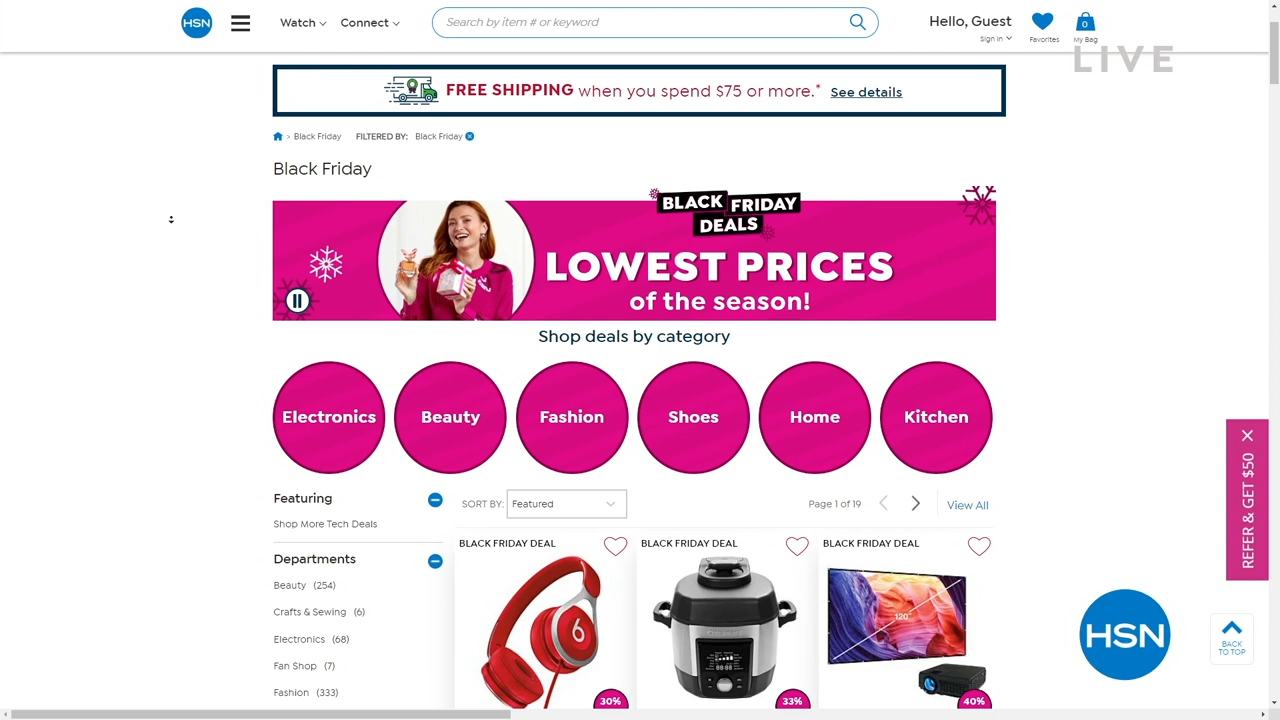 HSN
Watch
Connect
Search by item # or keyword
Hello, Guest
Sign In
Favorites
0
My Bag
LIVE
FREE SHIPPING when you spend $75 or more.* See details
> Black Friday FILTERED BY: Black Friday
Black Friday
BLACK FRIDAY
DEALS
LOWEST PRICES
of the season!
Shop deals by category
Electronics
Beauty
Fashion
Shoes
Home
Kitchen
Featuring
Shop More Tech Deals
Departments
Beauty (254)
Crafts & Sewing (6)
Electronics (68)
Fan Shop (7)
Fashion (333)
SORT BY: Featured
Page 1 of 19
View All
BLACK FRIDAY DEAL
30%
BLACK FRIDAY DEAL
33%
BLACK FRIDAY DEAL
120"
40%
REFER & GET $50
HSN
BACK
TO TOP